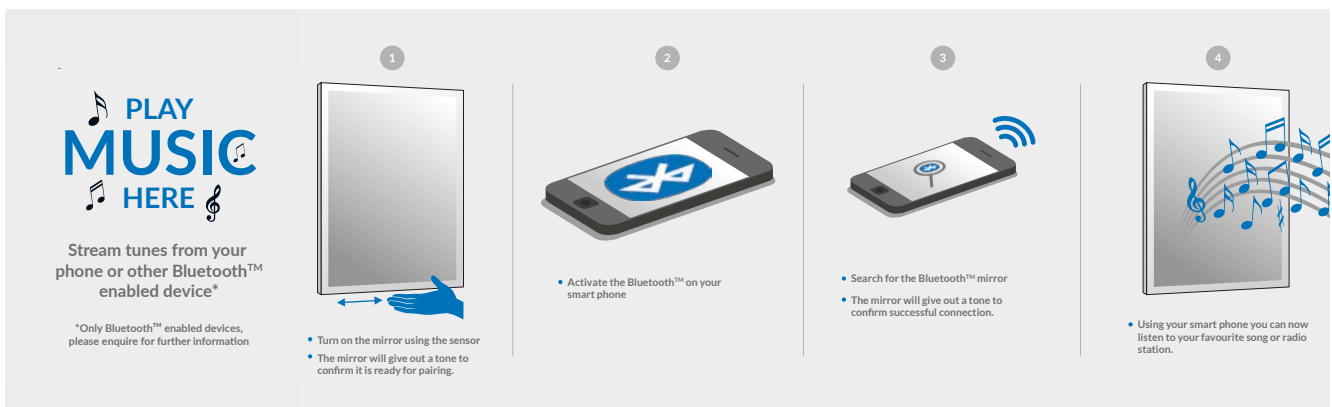 PLAY
MUSIC
HERE
Stream tunes from your
phone or other Bluetooth™
enabled device*
*Only Bluetooth™ enabled devices,
please enquire for further information
1
• Turn on the mirror using the sensor
• The mirror will give out a tone to
confirm it is ready for pairing.
2
• Activate the Bluetooth™ on your
smart phone
3
• Search for the Bluetooth™ mirror
• The mirror will give out a tone to
confirm successful connection.
4
• Using your smart phone you can now
listen to your favourite song or radio
station.